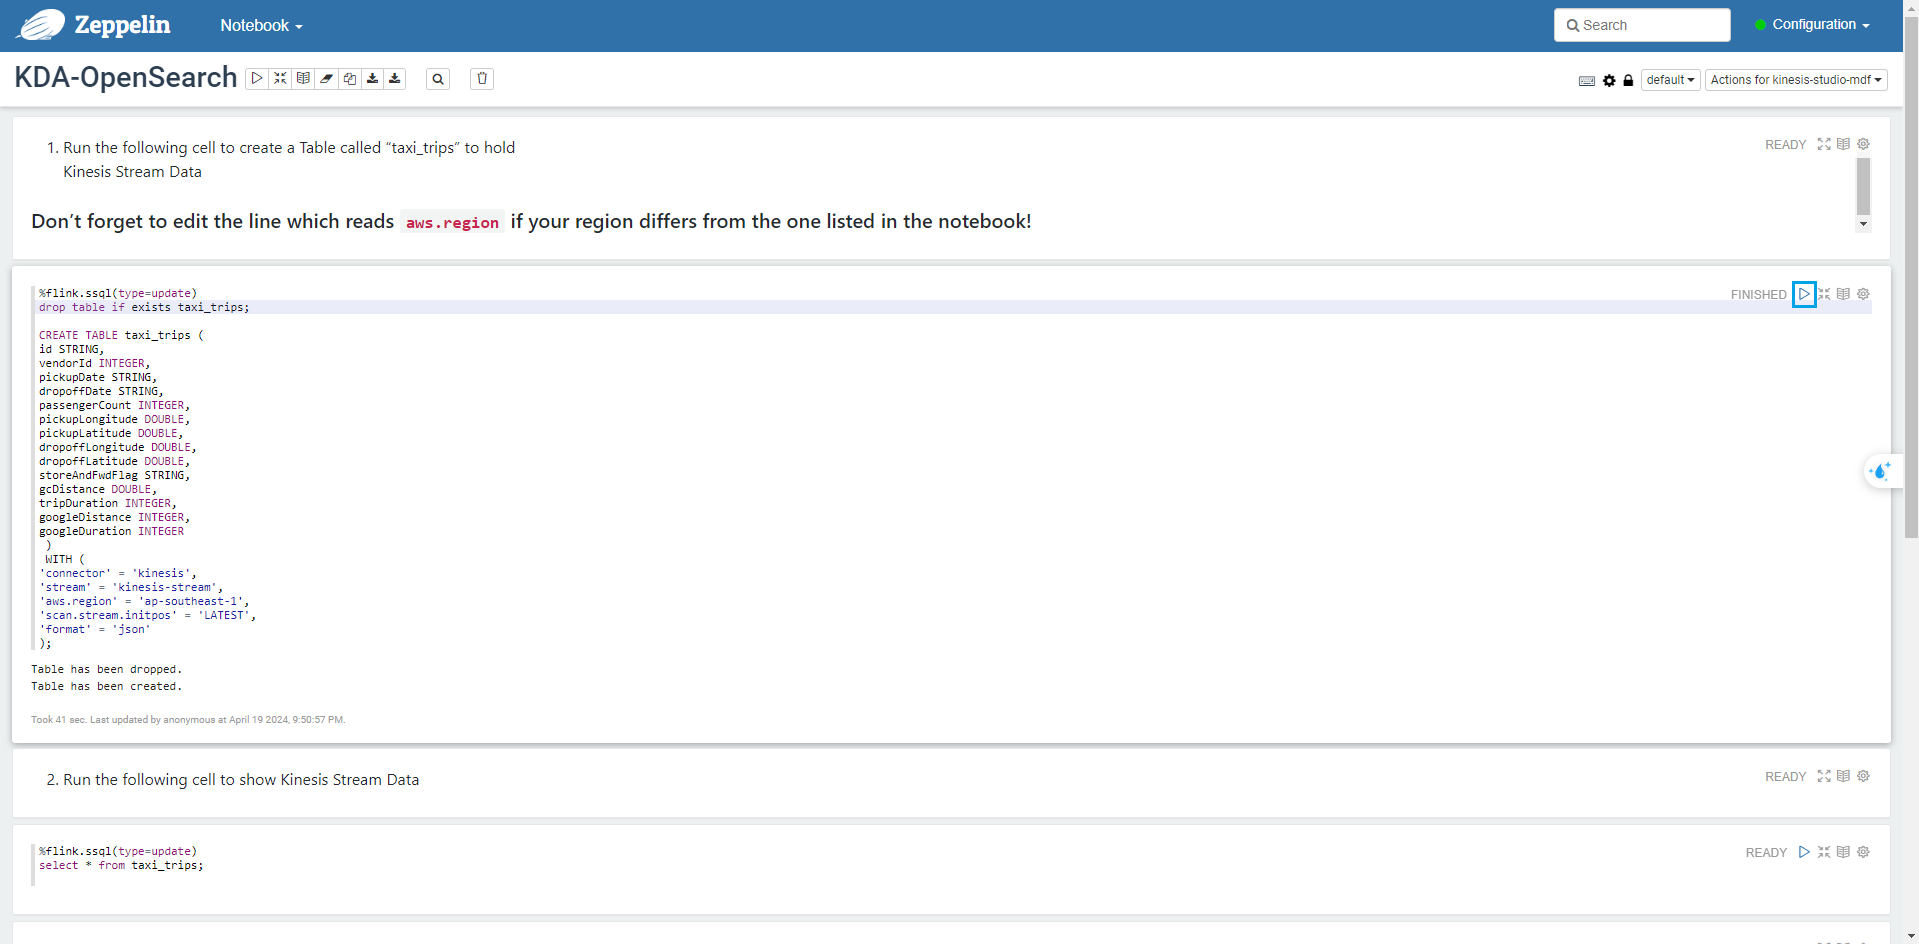 Zeppelin
Notebook
Search
Configuration
KDA-OpenSearch
default
Actions for kinesis-studio-mdf
1. Run the following cell to create a Table called “taxi_trips” to hold
Kinesis Stream Data
READY
Don’t forget to edit the line which reads aws.region if your region differs from the one listed in the notebook!
%flink.ssql(type=update)
FINISHED
drop table if exists taxi_trips;
CREATE TABLE taxi_trips (
id STRING,
vendorId INTEGER,
pickupDate STRING,
dropoffDate STRING,
passengerCount INTEGER,
pickupLongitude DOUBLE,
pickupLatitude DOUBLE,
dropoffLongitude DOUBLE,
dropoffLatitude DOUBLE,
storeAndFwdFlag STRING,
gcDistance DOUBLE,
tripDuration INTEGER,
googleDistance INTEGER,
googleDuration INTEGER
)
WITH (
'connector' = 'kinesis',
'stream' = 'kinesis-stream',
'aws.region' = 'ap-southeast-1',
'scan.stream.initpos' = 'LATEST',
'format' = 'json'
);
Table has been dropped.
Table has been created.
Took 41 sec. Last updated by anonymous at April 19 2024, 9:50:57 PM.
2. Run the following cell to show Kinesis Stream Data
READY
%flink.ssql(type=update)
READY
select * from taxi_trips;